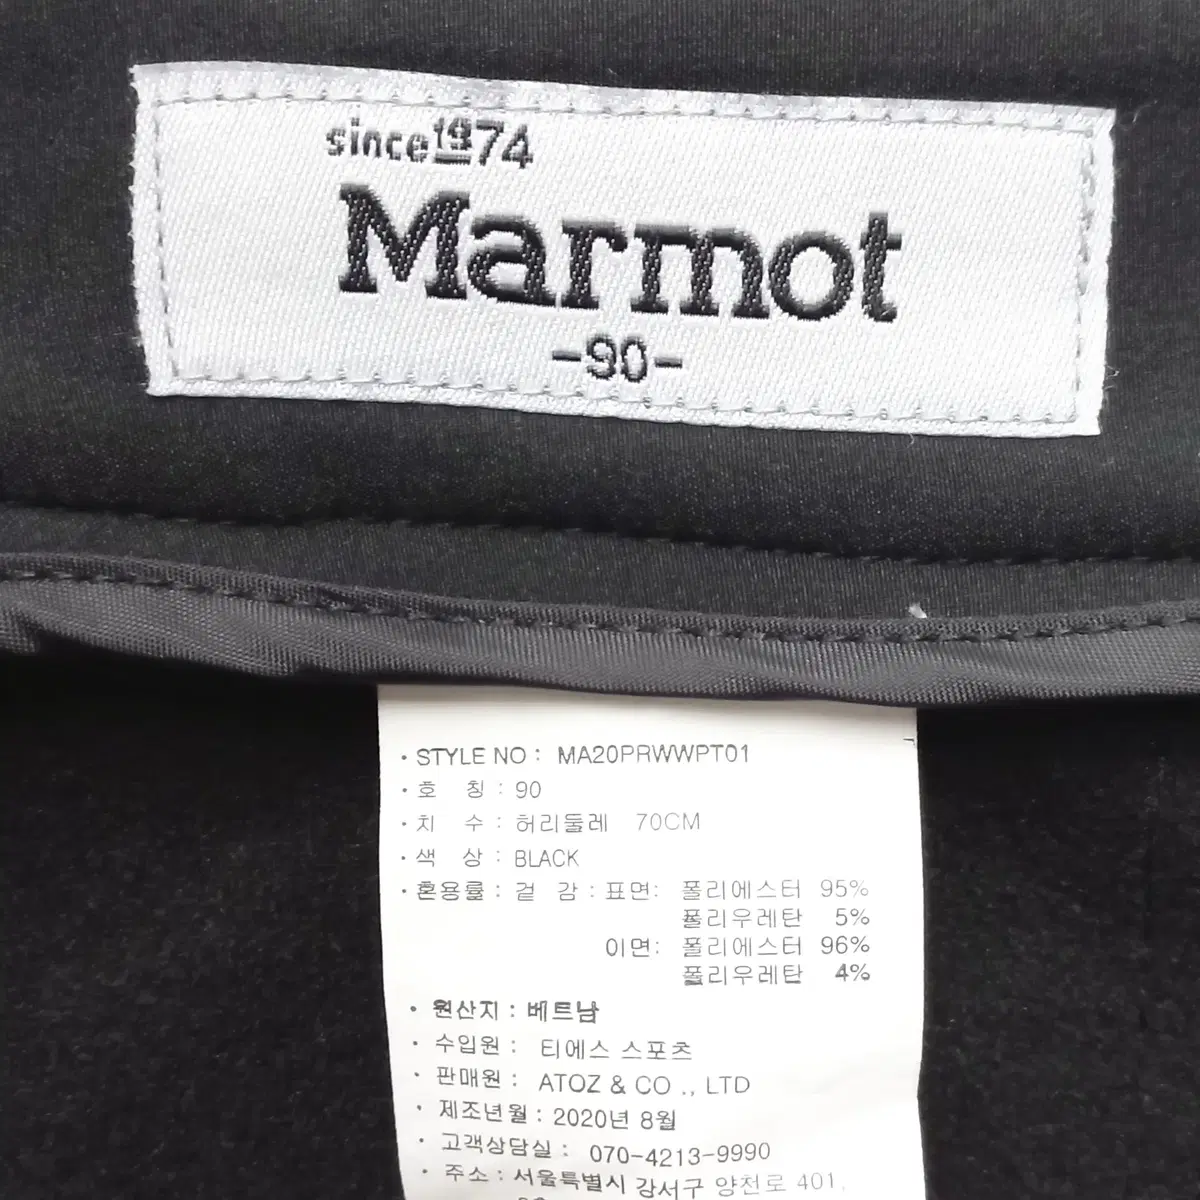 since 1974
Marmot
-90-
· STYLE NO : MA20PRWWPT01
· 호 칭 : 90
· 치 수 : 허리둘레 70CM
· 색 상 : BLACK
· 혼용률 : 겉 감 : 표면: 폴리에스터 95%
폴리우레탄 5%
이면: 폴리에스터 96%
폴리우레탄 4%
· 원산지 : 베트남
· 수입원 : 티에스 스포츠
· 판매원 : ATOZ & CO ., LTD
· 제조년월 : 2020년 8월
· 고객상담실 : 070-4213-9990
· 주소 : 서울특별시 강서구 양천로 401,